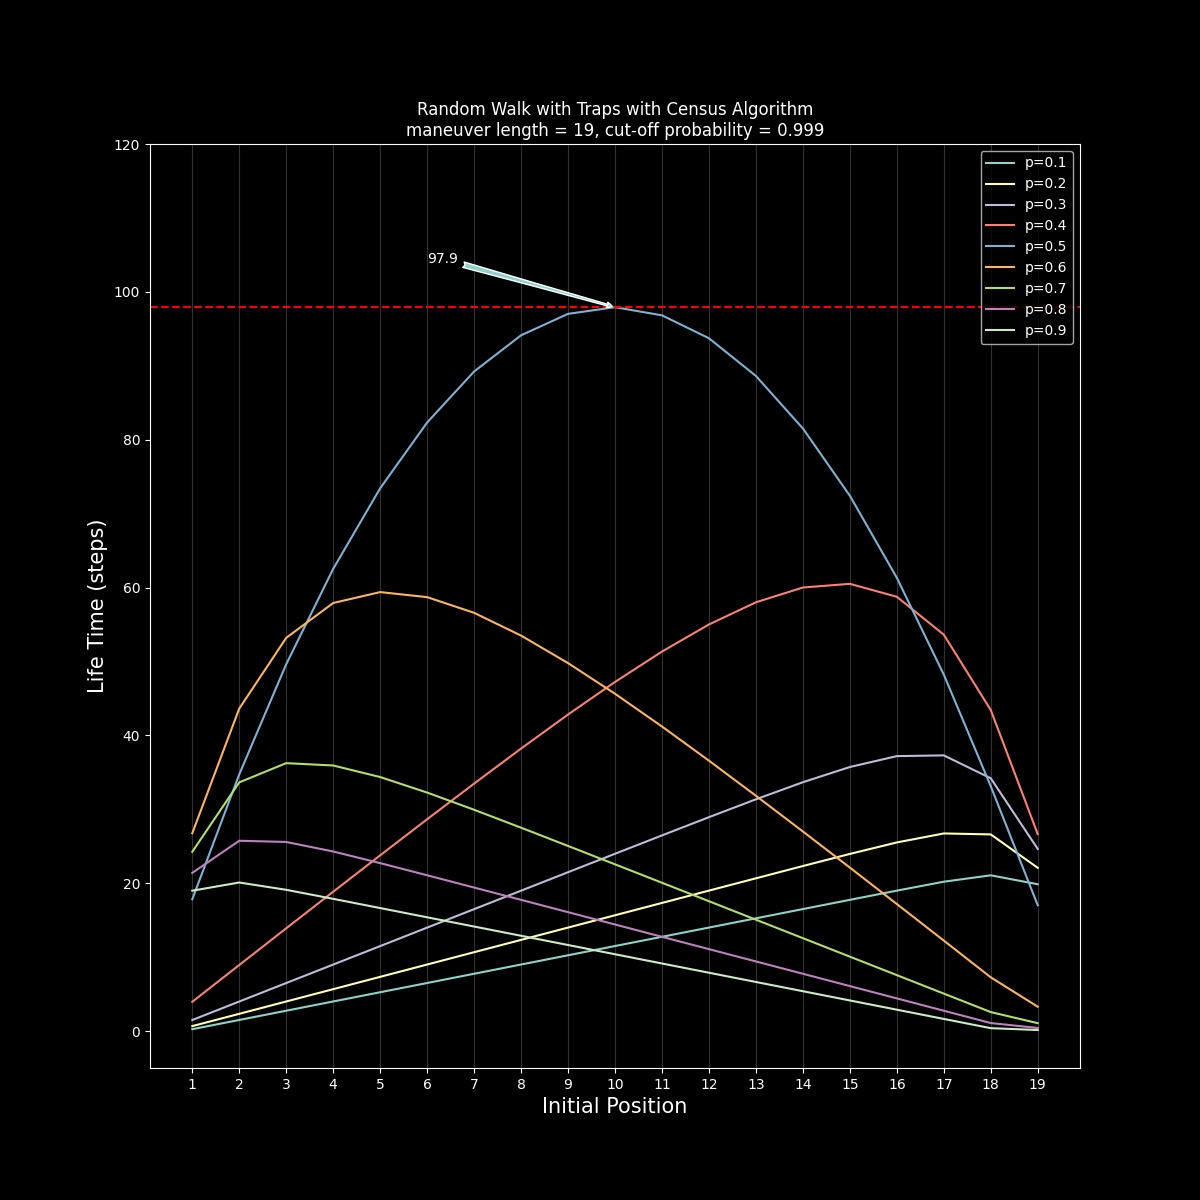 Random Walk with Traps with Census Algorithm
maneuver length = 19, cut-off probability = 0.999
120
100
80
60
40
20
0
Life Time (steps)
97.9
p=0.1
p=0.2
p=0.3
p=0.4
p=0.5
p=0.6
p=0.7
p=0.8
p=0.9
1 2 3 4 5 6 7 8 9 10 11 12 13 14 15 16 17 18 19
Initial Position